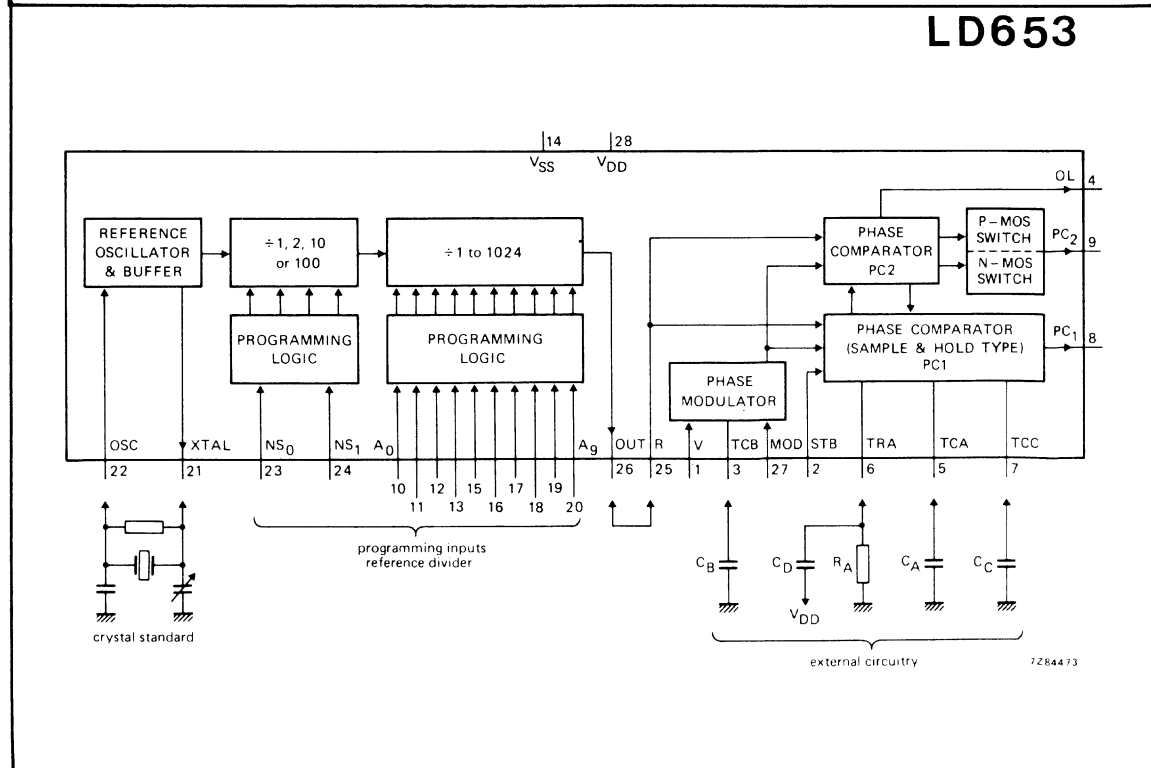 LD653
14 28
VSS VDD
OL 4
REFERENCE
OSCILLATOR
& BUFFER
÷1, 2, 10
or 100
÷1 to 1024
PHASE
COMPARATOR
PC2
P-MOS
SWITCH
N-MOS
SWITCH
PC2 9
PROGRAMMING
LOGIC
PROGRAMMING
LOGIC
PHASE COMPARATOR
(SAMPLE & HOLD TYPE)
PC1
PC1 8
PHASE
MODULATOR
OSC XTAL NS0 NS1 A0 A9 OUT R V TCB MOD STB TRA TCA TCC
22 21 23 24 26 25 1 3 27 2 6 5 7
10 12 15 17 19
11 13 16 18 20
programming inputs
reference divider
CB CD RA CA CC
VDD
crystal standard
external circuitry
7Z84473